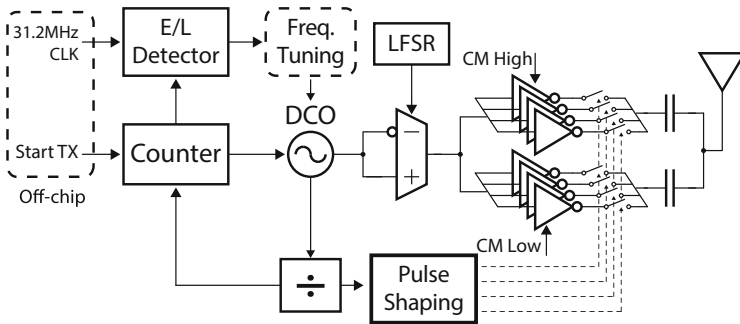 31.2MHz
CLK
E/L
Detector
Freq.
Tuning
LFSR
CM High
DCO
Start TX
Counter
−
+
Off-chip
CM Low
÷
Pulse
Shaping